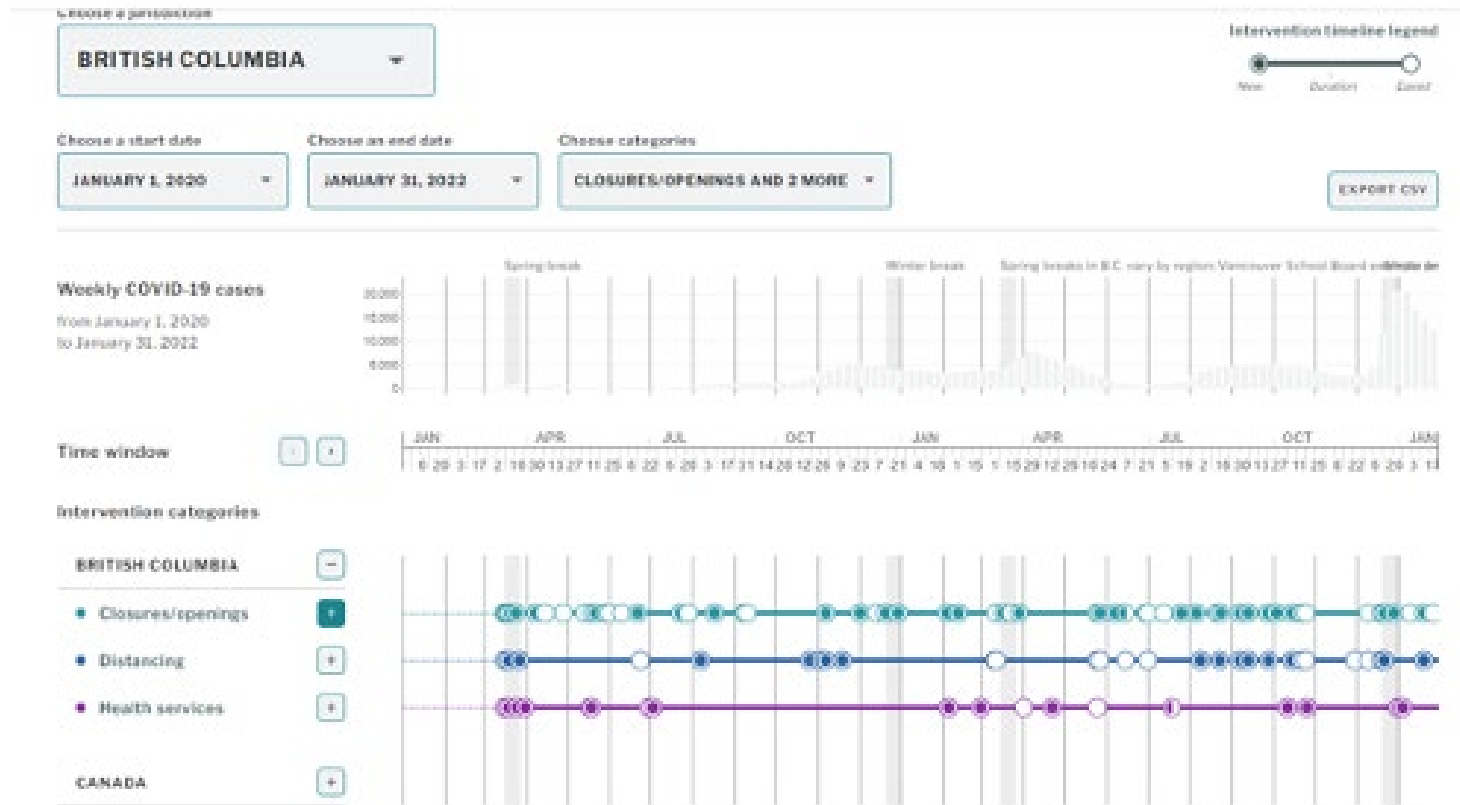 Choose a jurisdiction
BRITISH COLUMBIA
Intervention timeline legend
New Duration Eased
Choose a start date
Choose an end date
Choose categories
JANUARY 1, 2020
JANUARY 31, 2022
CLOSURES/OPENINGS AND 2 MORE
EXPORT CSV
Spring break
Winter break
Spring breaks in B.C. vary by region: Vancouver School Board
Weekly COVID-19 cases
from January 1, 2020
to January 31, 2022
20,000
15,000
10,000
5,000
0
Time window
JAN APR JUL OCT JAN APR JUL OCT JAN
Intervention categories
BRITISH COLUMBIA
Closures/openings
Distancing
Health services
CANADA